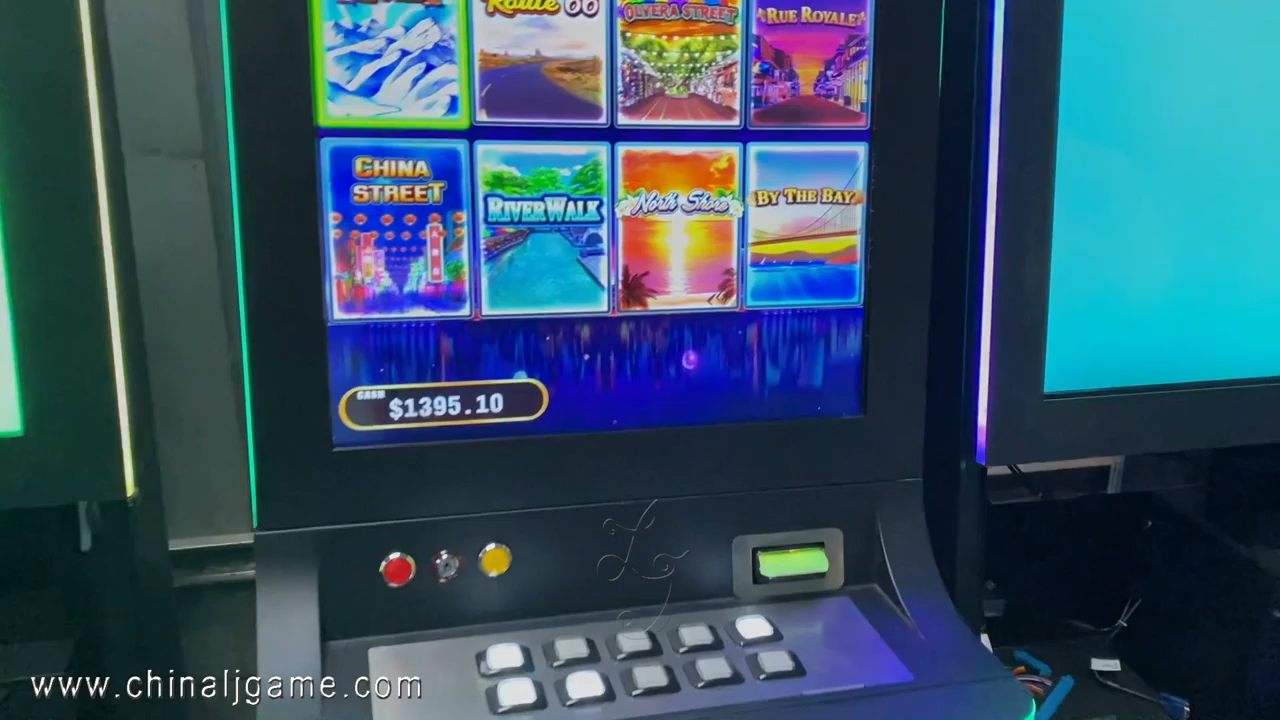 Route 66
OLVERA STREET
RUE ROYALE
CHINA
STREET
RIVERWALK
North Shore
BY THE BAY
CASH
$1395.10
www.chinaljgame.com